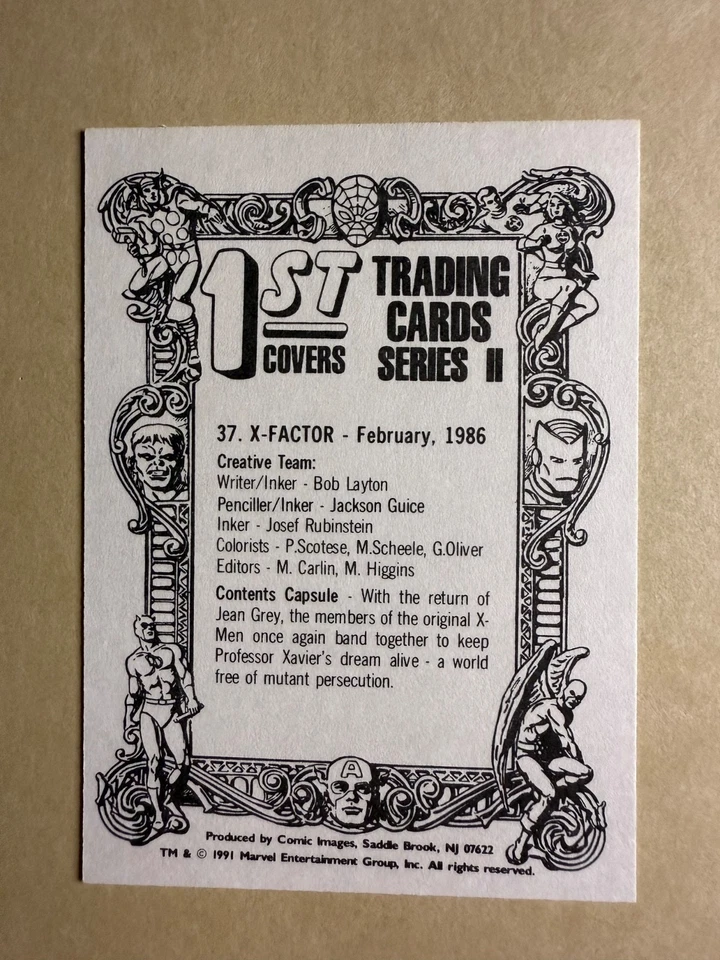 1ST
COVERS
TRADING
CARDS
SERIES II
37. X-FACTOR - February, 1986
Creative Team:
Writer/Inker - Bob Layton
Penciller/Inker - Jackson Guice
Inker - Josef Rubinstein
Colorists - P.Scotese, M.Scheele, G.Oliver
Editors - M. Carlin, M. Higgins
Contents Capsule - With the return of
Jean Grey, the members of the original X-
Men once again band together to keep
Professor Xavier's dream alive - a world
free of mutant persecution.
A
Produced by Comic Images, Saddle Brook, NJ 07622
TM & © 1991 Marvel Entertainment Group, Inc. All rights reserved.